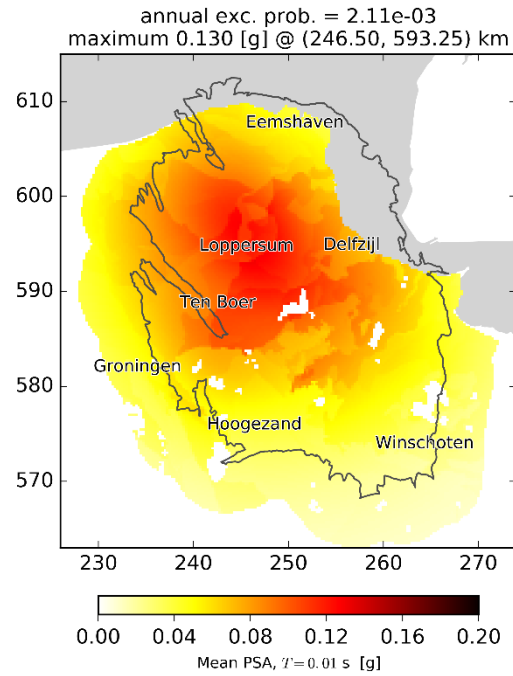 annual exc. prob. = 2.11e-03
maximum 0.130 [g] @ (246.50, 593.25) km
610
Eemshaven
600
Loppersum
Delfzijl
590
Ten Boer
Groningen
580
Hoogezand
Winschoten
570
230 240 250 260 270
0.00 0.04 0.08 0.12 0.16 0.20
Mean PSA, T = 0.01 s [g]